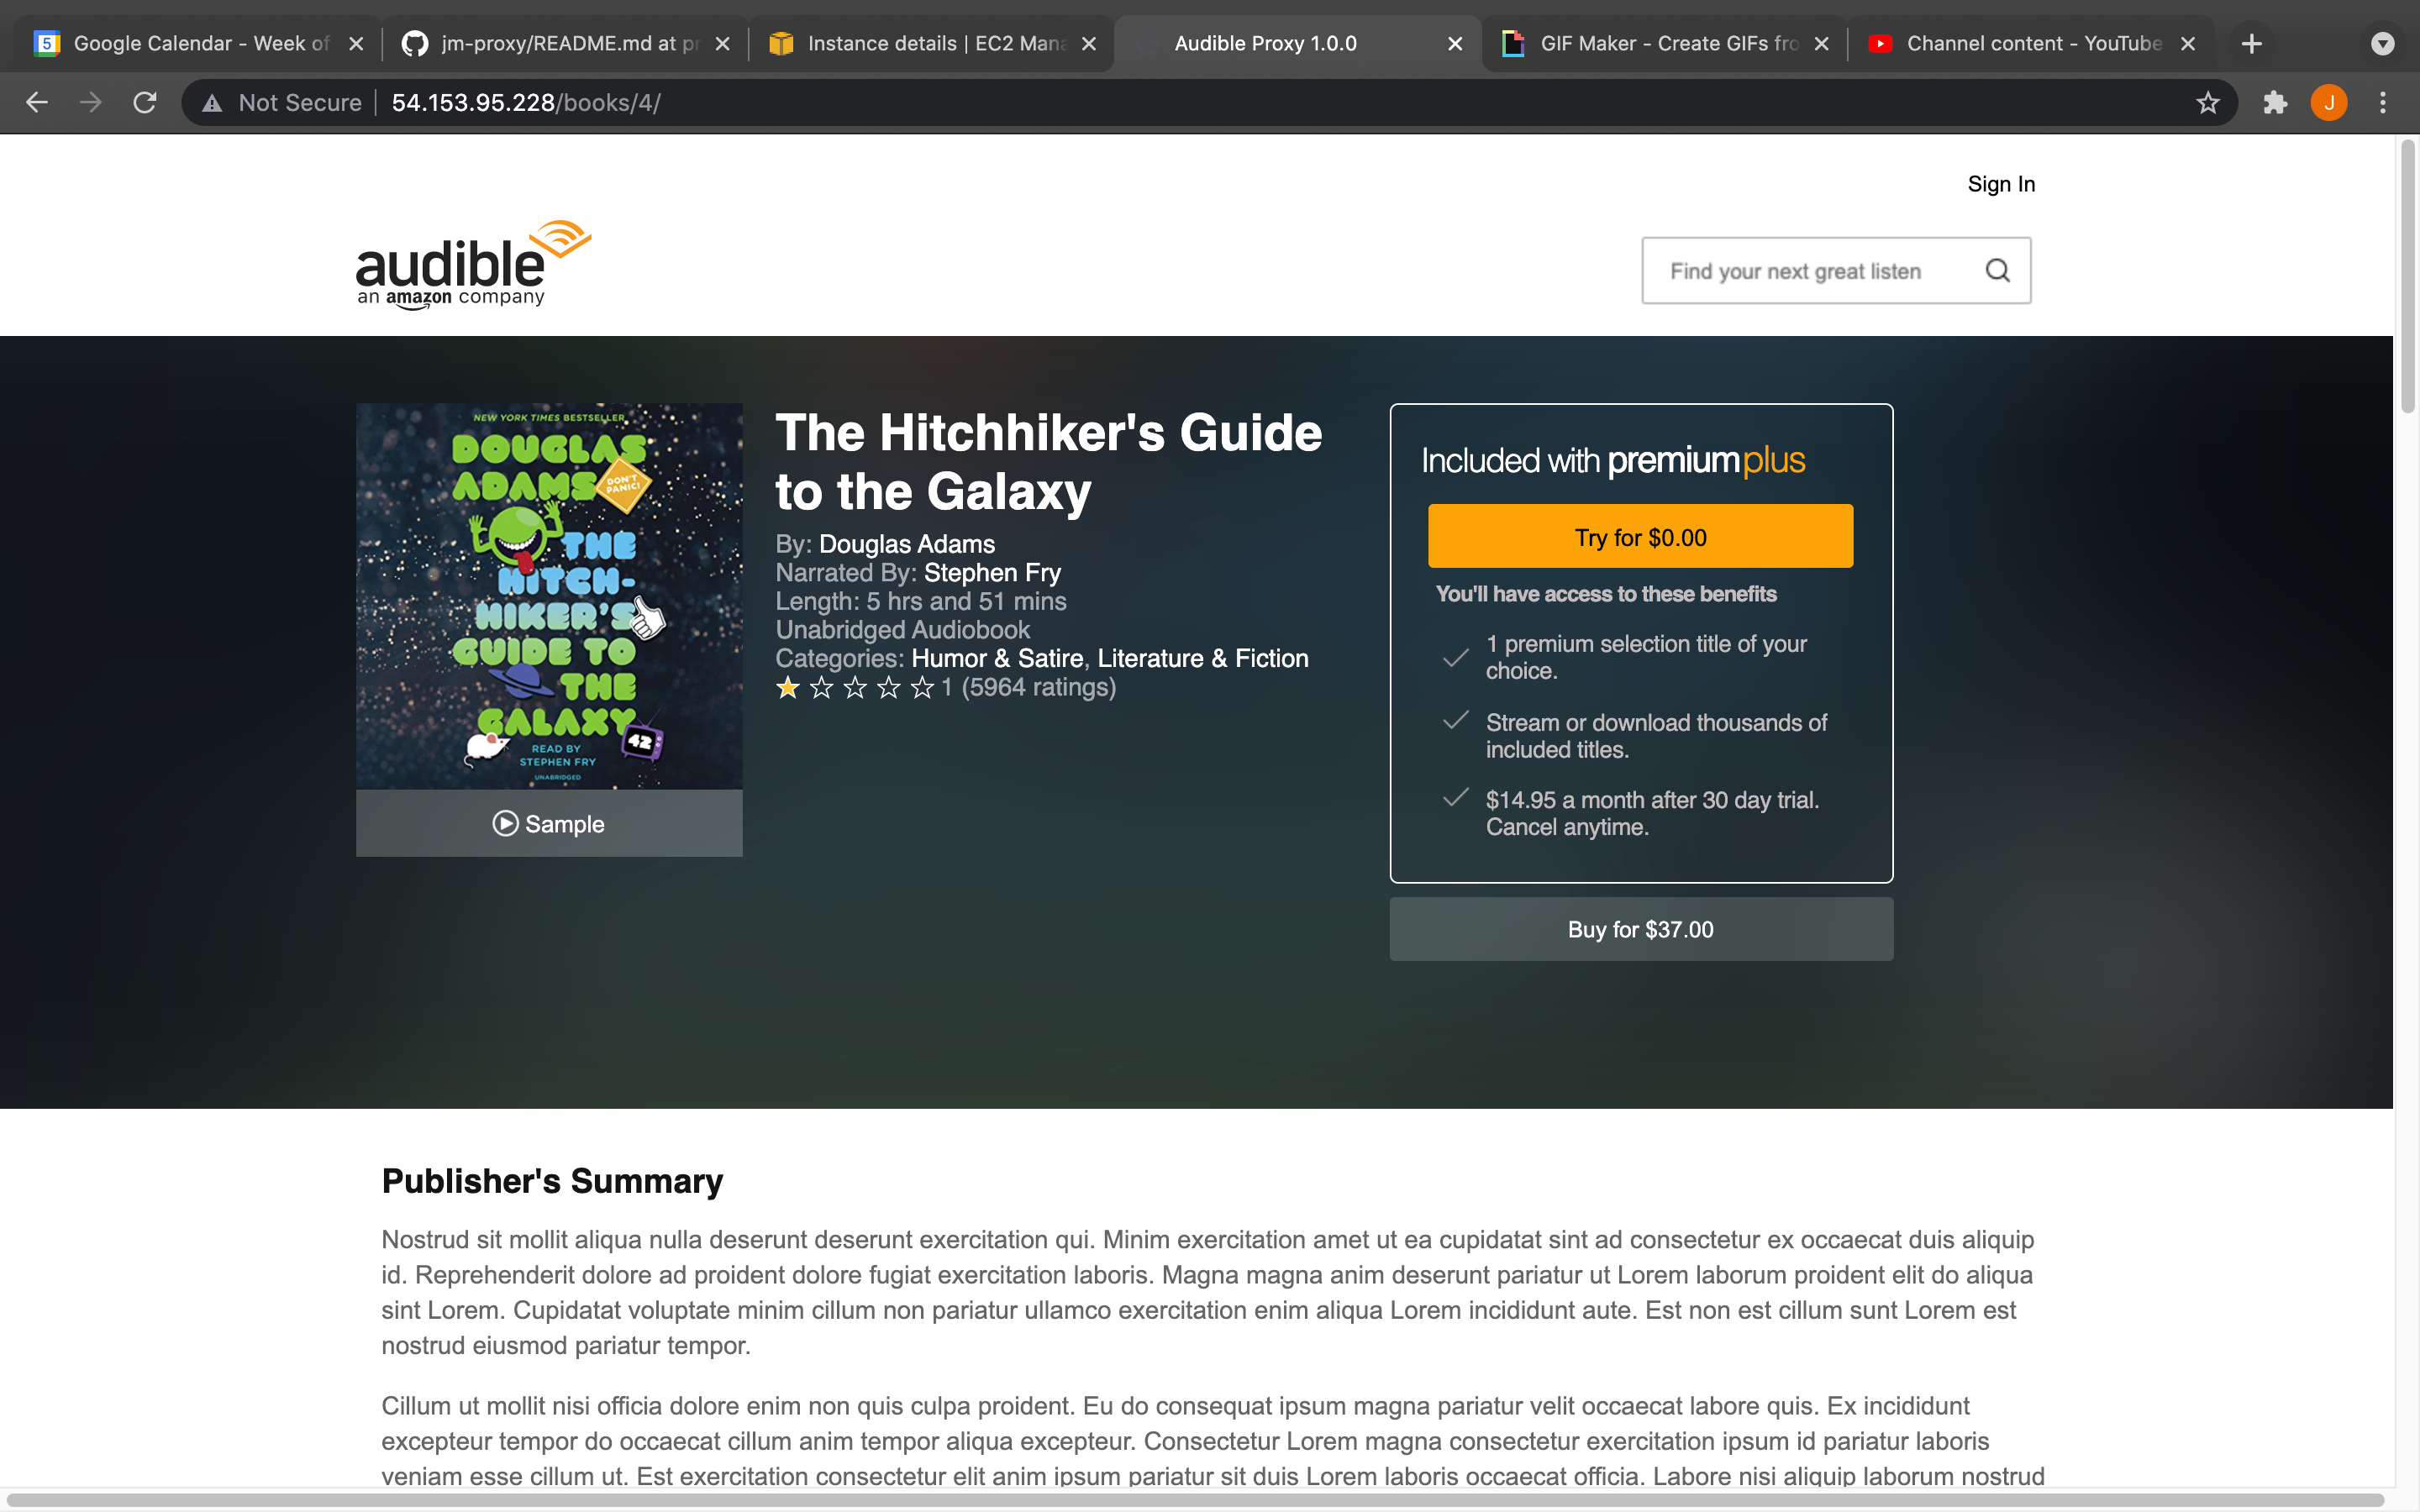 5 Google Calendar - Week of
jm-proxy/README.md at pr
Instance details | EC2 Mana
Audible Proxy 1.0.0
GIF Maker - Create GIFs fro
Channel content - YouTube
Not Secure 54.153.95.228/books/4/
J
Sign In
audible
an amazon company
Find your next great listen
NEW YORK TIMES BESTSELLER
DOUGLAS
ADAMS
DON'T
PANIC!
THE
HITCH-
HIKER'S
GUIDE TO
THE
GALAXY
42
READ BY
STEPHEN FRY
UNABRIDGED
Sample
The Hitchhiker's Guide
to the Galaxy
By: Douglas Adams
Narrated By: Stephen Fry
Length: 5 hrs and 51 mins
Unabridged Audiobook
Categories: Humor & Satire, Literature & Fiction
1 (5964 ratings)
Included with premiumplus
Try for $0.00
You'll have access to these benefits
1 premium selection title of your
choice.
Stream or download thousands of
included titles.
$14.95 a month after 30 day trial.
Cancel anytime.
Buy for $37.00
Publisher's Summary
Nostrud sit mollit aliqua nulla deserunt deserunt exercitation qui. Minim exercitation amet ut ea cupidatat sint ad consectetur ex occaecat duis aliquip
id. Reprehenderit dolore ad proident dolore fugiat exercitation laboris. Magna magna anim deserunt pariatur ut Lorem laborum proident elit do aliqua
sint Lorem. Cupidatat voluptate minim cillum non pariatur ullamco exercitation enim aliqua Lorem incididunt aute. Est non est cillum sunt Lorem est
nostrud eiusmod pariatur tempor.
Cillum ut mollit nisi officia dolore enim non quis culpa proident. Eu do consequat ipsum magna pariatur velit occaecat labore quis. Ex incididunt
excepteur tempor do occaecat cillum anim tempor aliqua excepteur. Consectetur Lorem magna consectetur exercitation ipsum id pariatur laboris
veniam esse cillum ut. Est exercitation consectetur elit anim ipsum pariatur sit duis Lorem laboris occaecat officia. Labore nisi aliquip laborum nostrud